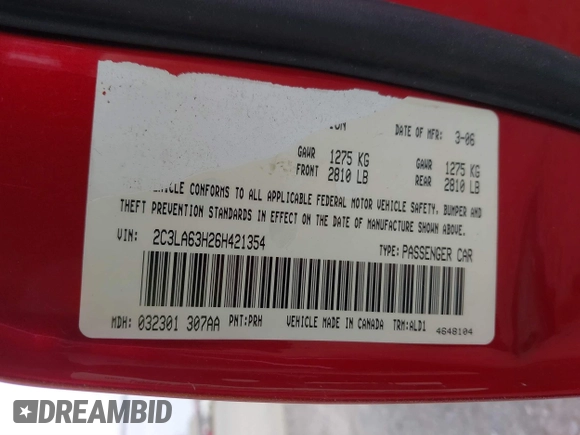 DATE OF MFR: 3-06
GAWR FRONT 1275 KG 2810 LB GAWR REAR 1275 KG 2810 LB
VEHICLE CONFORMS TO ALL APPLICABLE FEDERAL MOTOR VEHICLE SAFETY, BUMPER AND
THEFT PREVENTION STANDARDS IN EFFECT ON THE DATE OF MANUFACTURE SHOWN ABOVE.
VIN: 2C3LA63H26H421354 TYPE: PASSENGER CAR
MDH: 032301 307AA PNT: PRH VEHICLE MADE IN CANADA TRM: ALD1
4648104
DREAMBID